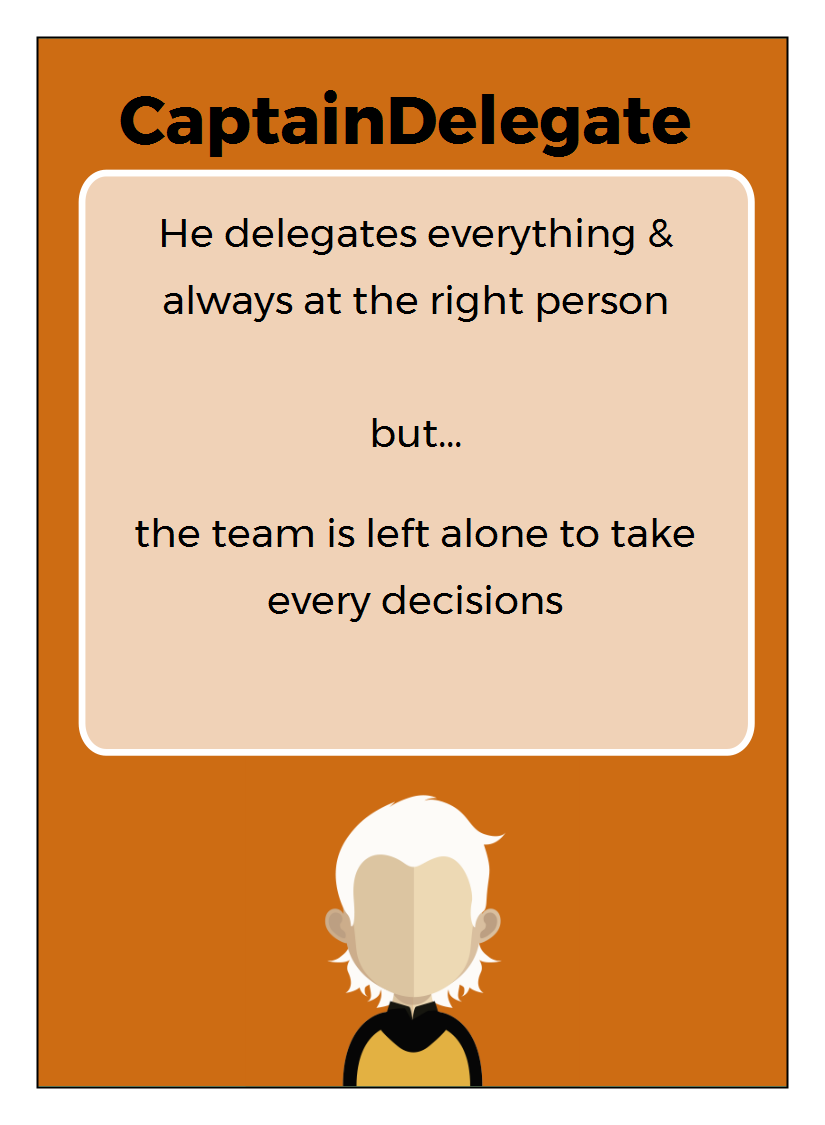 CaptainDelegate
He delegates everything &
always at the right person
but...
the team is left alone to take
every decisions